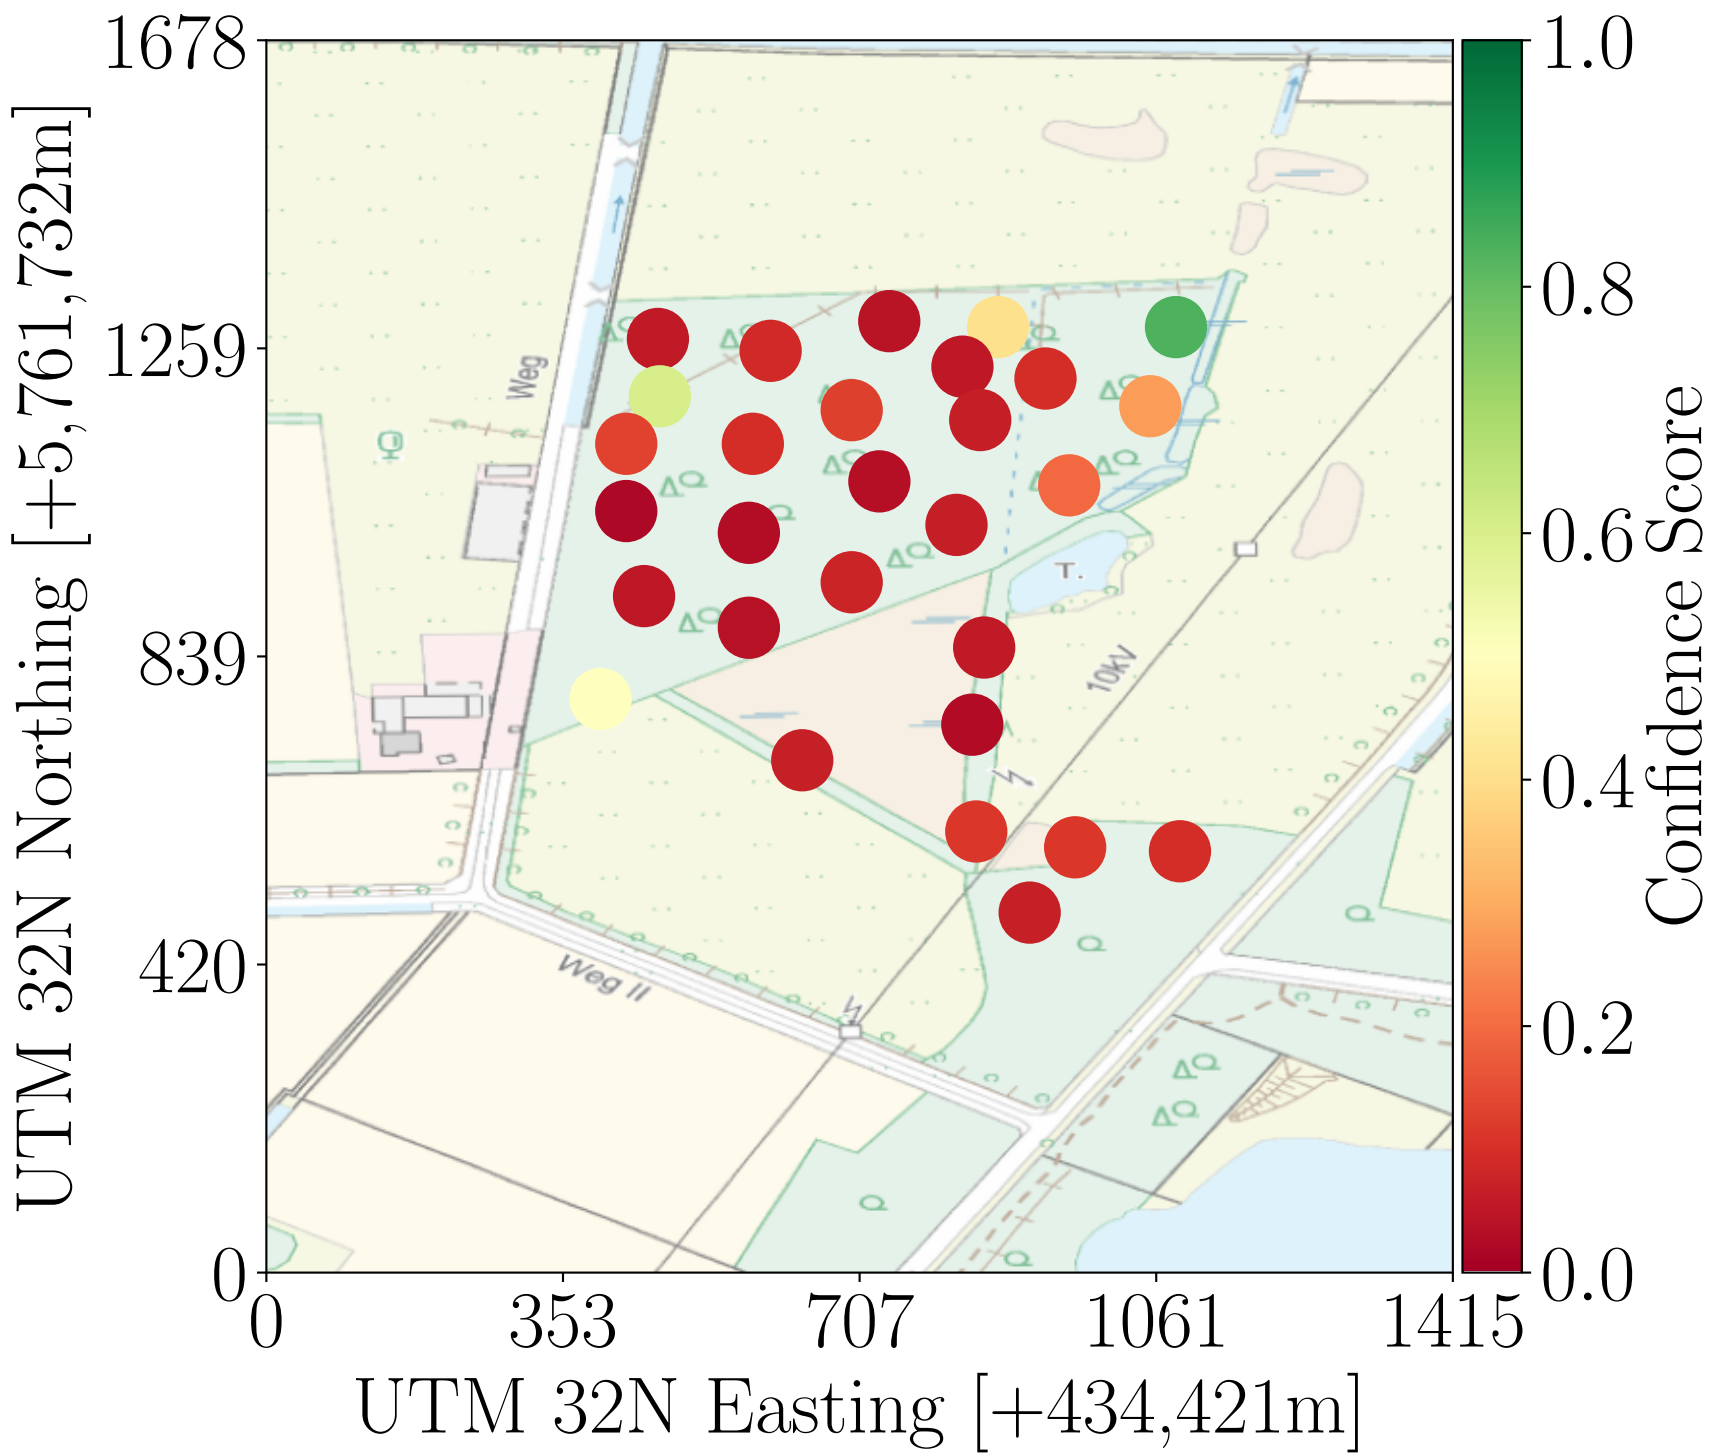 1678
1259
839
420
0
UTM 32N Northing [+5,761,732m]
Weg
T.
10kV
Weg II
0
353
707
1061
1415
UTM 32N Easting [+434,421m]
1.0
0.8
0.6
0.4
0.2
0.0
Confidence Score